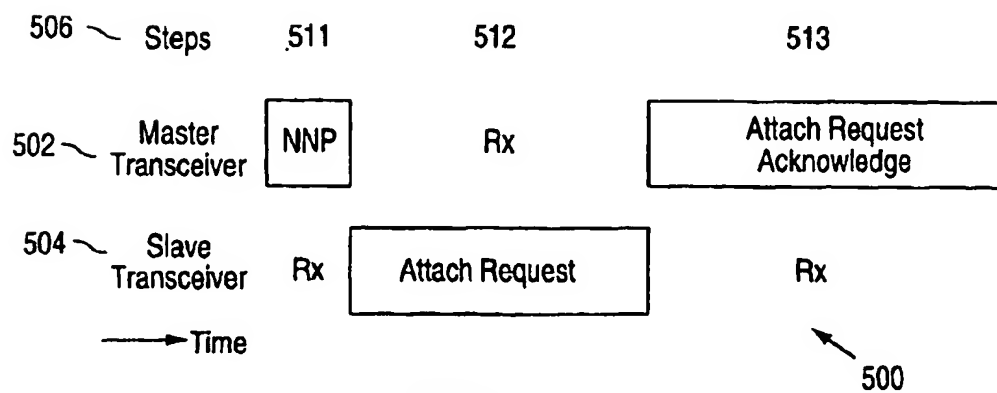 506 Steps 511 512 513
502 Master Transceiver NNP Rx Attach Request Acknowledge
504 Slave Transceiver Rx Attach Request Rx
Time
500